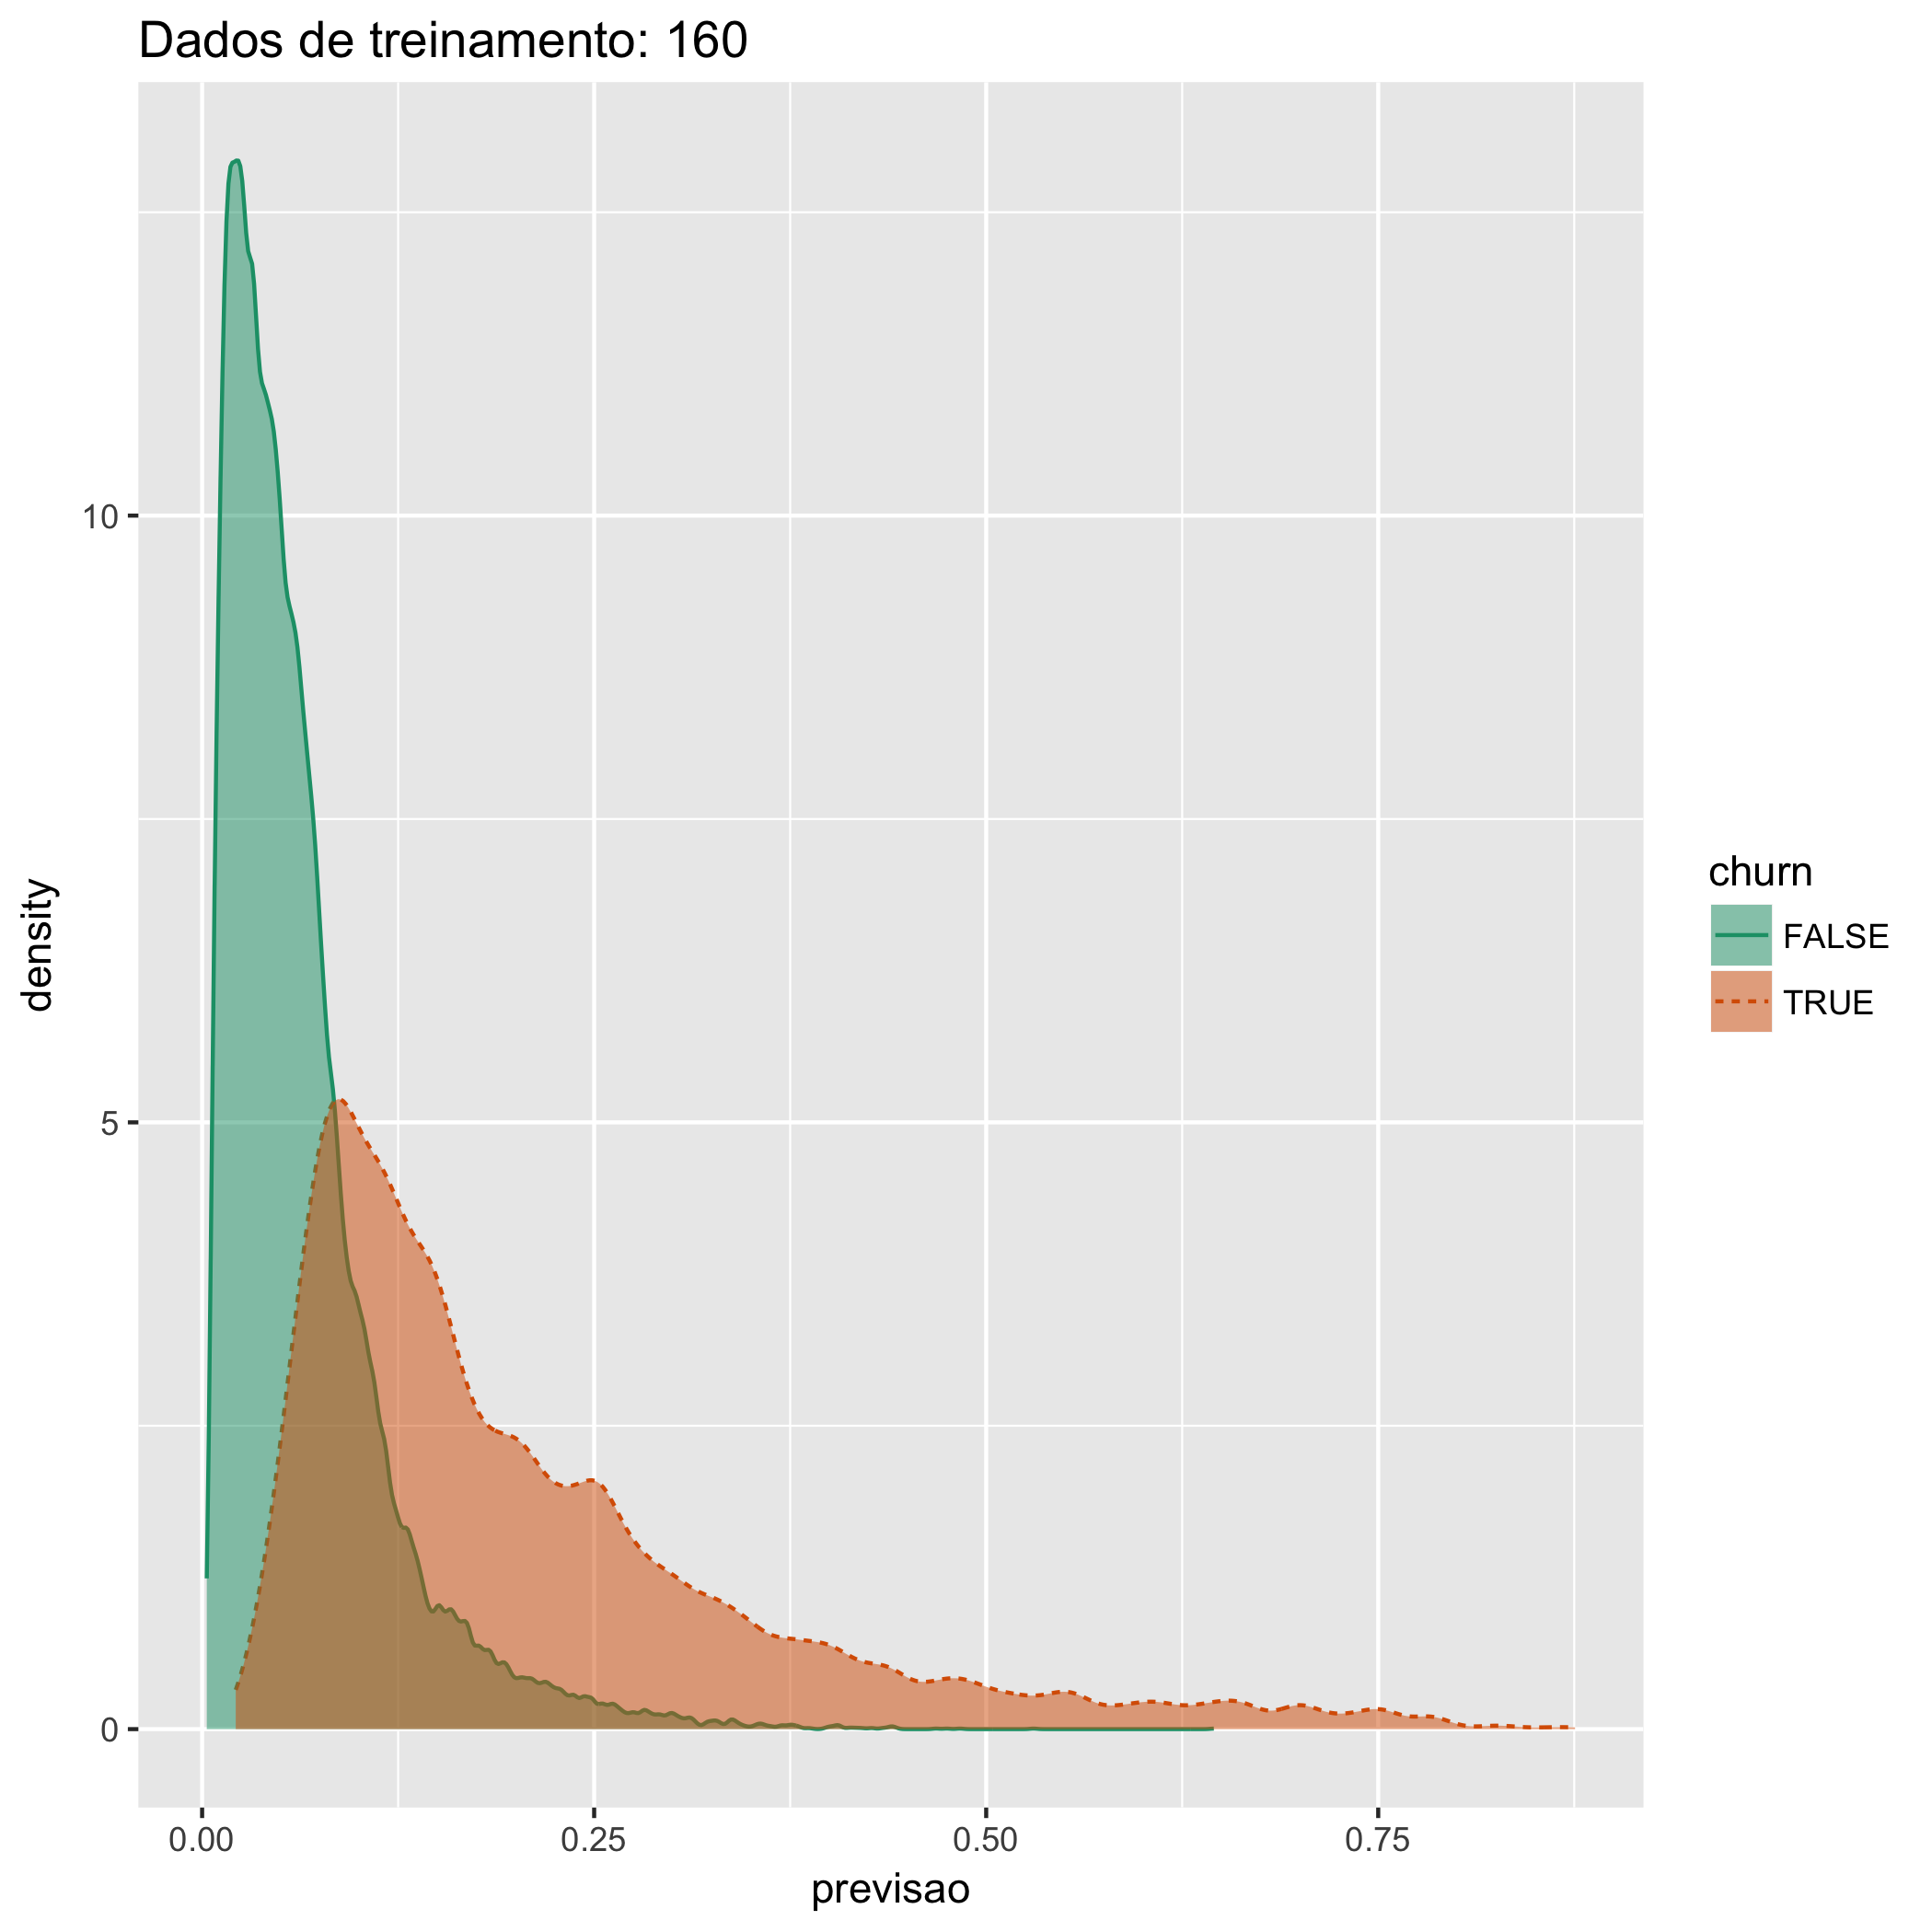 Dados de treinamento: 160
density
10
5
0
0.00
0.25
0.50
0.75
previsao
churn
FALSE
TRUE